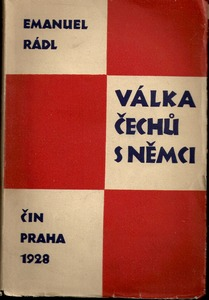 EMANUEL
RÁDL
VÁLKA
ČECHŮ
S NĚMCI
ČIN
PRAHA
1928